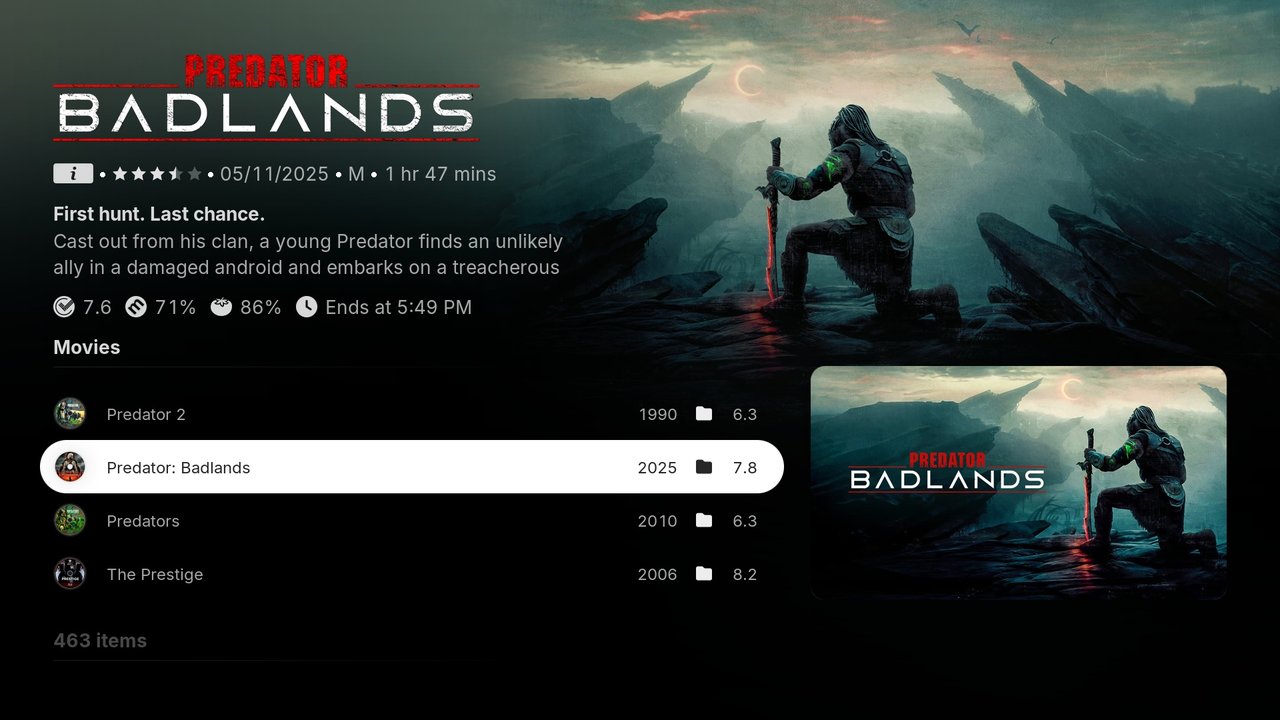 PREDATOR
BADLANDS
i • • 05/11/2025 • M • 1 hr 47 mins
First hunt. Last chance.
Cast out from his clan, a young Predator finds an unlikely
ally in a damaged android and embarks on a treacherous
7.6 71% 86% Ends at 5:49 PM
Movies
Predator 2 1990 6.3
Predator: Badlands 2025 7.8
Predators 2010 6.3
The Prestige 2006 8.2
PREDATOR
BADLANDS
463 items